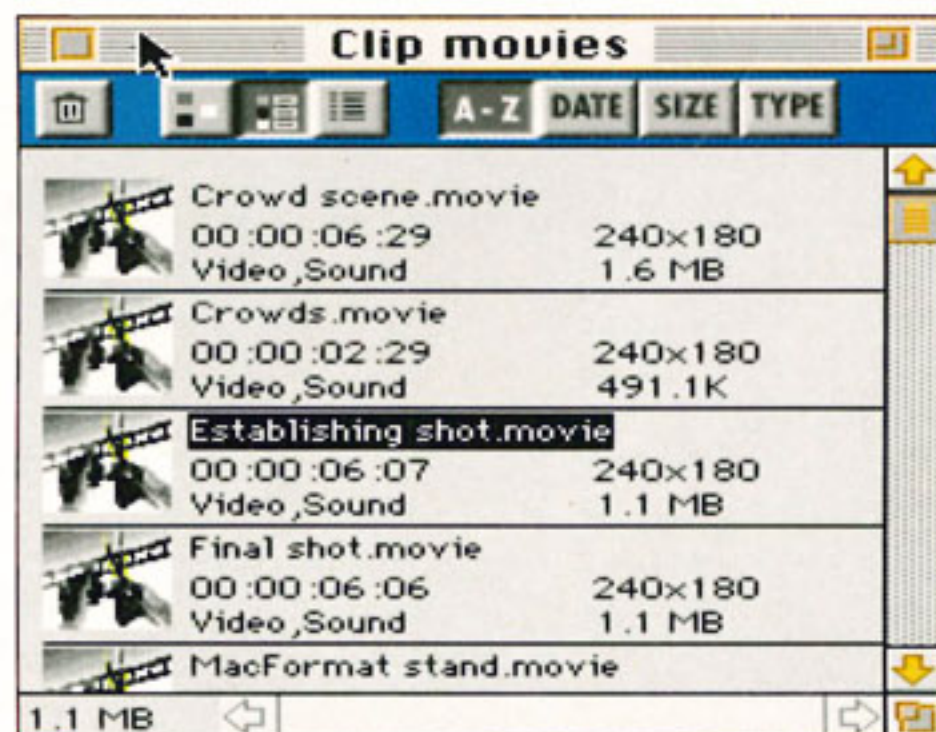 Clip movies
A-Z DATE SIZE TYPE
Crowd scene.movie
00:00:06:29 240x180
Video,Sound 1.6 MB
Crowds.movie
00:00:02:29 240x180
Video,Sound 491.1K
Establishing shot.movie
00:00:06:07 240x180
Video,Sound 1.1 MB
Final shot.movie
00:00:06:06 240x180
Video,Sound 1.1 MB
MacFormat stand.movie
1.1 MB